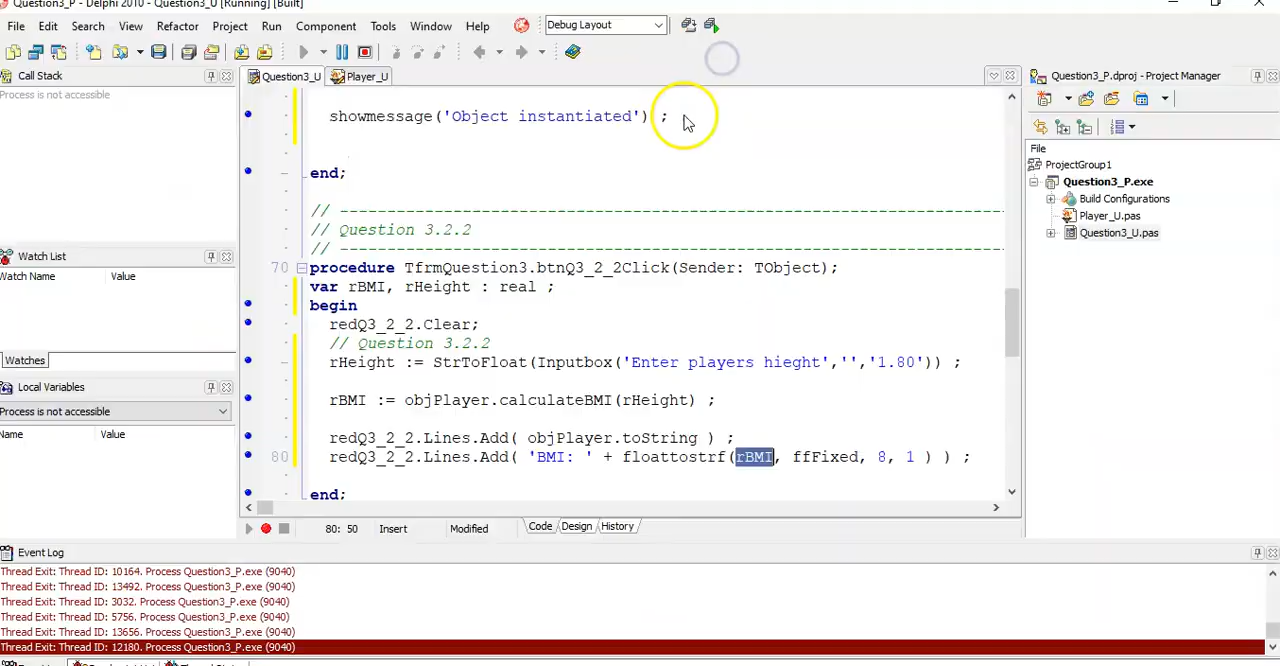 Question3_P - Delphi 2010 - Question3_U [Running] [Built]
File Edit Search View Refactor Project Run Component Tools Window Help Debug Layout
Call Stack
Process is not accessible
Question3_U Player_U
Question3_P.dproj - Project Manager
File
ProjectGroup1
Question3_P.exe
Build Configurations
Player_U.pas
Question3_U.pas
showmessage('Object instantiated') ;
end;
// Question 3.2.2
70 procedure TfrmQuestion3.btnQ3_2_2Click(Sender: TObject);
var rBMI, rHeight : real ;
begin
redQ3_2_2.Clear;
// Question 3.2.2
rHeight := StrToFloat(Inputbox('Enter players hieght','','1.80')) ;
rBMI := objPlayer.calculateBMI(rHeight) ;
redQ3_2_2.Lines.Add( objPlayer.toString ) ;
80 redQ3_2_2.Lines.Add( 'BMI: ' + floattostrf(rBMI, ffFixed, 8, 1 ) ) ;
end;
Watch List
Watch Name Value
Watches
Local Variables
Process is not accessible
Name Value
80: 50 Insert Modified Code Design History
Event Log
Thread Exit: Thread ID: 10164. Process Question3_P.exe (9040)
Thread Exit: Thread ID: 13492. Process Question3_P.exe (9040)
Thread Exit: Thread ID: 3032. Process Question3_P.exe (9040)
Thread Exit: Thread ID: 5756. Process Question3_P.exe (9040)
Thread Exit: Thread ID: 13656. Process Question3_P.exe (9040)
Thread Exit: Thread ID: 12180. Process Question3_P.exe (9040)